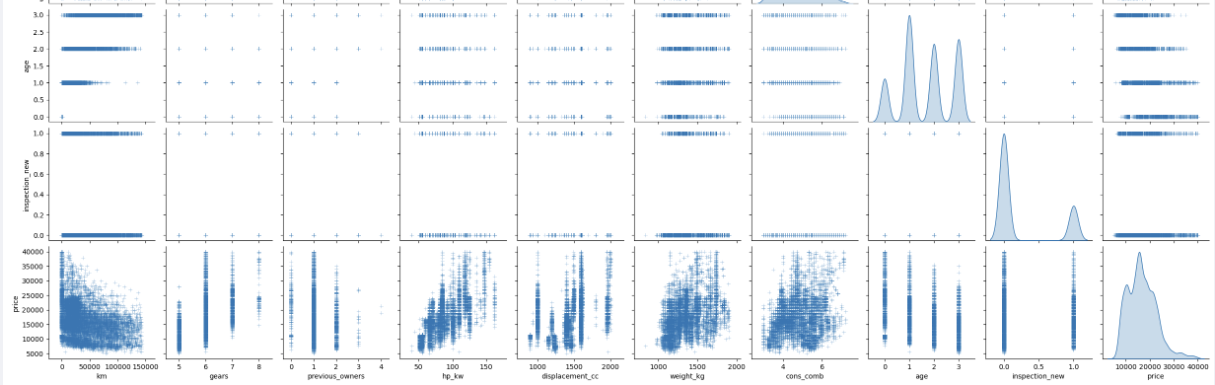 3.0
2.5
2.0
1.5
1.0
0.5
0.0
age
1.0
0.8
0.6
0.4
0.2
0.0
inspection_new
40000
35000
30000
25000
20000
15000
10000
5000
price
0 50000 100000 150000
5 6 7 8
0 1 2 3 4
50 100 150
1000 1500 2000
1000 1500 2000
4 6
0 1 2 3
0.0 0.5 1.0
10000 20000 30000 40000
km gears previous_owners hp_kw displacement_cc weight_kg cons_comb age inspection_new price